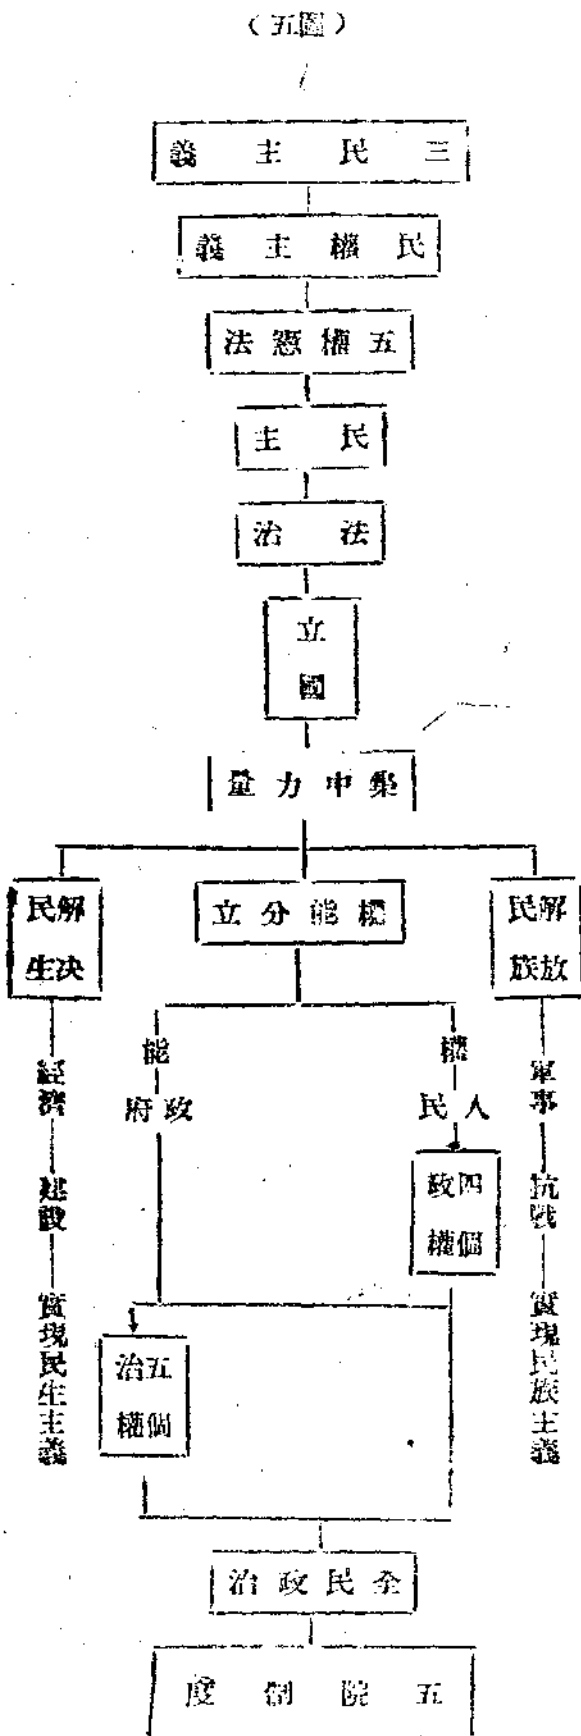 （圖五）
三民主義
民權主義
五權憲法
民主
法治
立
國
集中力量
解放
民族
權能分立
解決
民生
軍事
抗戰
實現民族主義
權
人民
四個
政權
能
政府
五個
治權
經濟
建設
實現民生主義
全民政治
五院制度